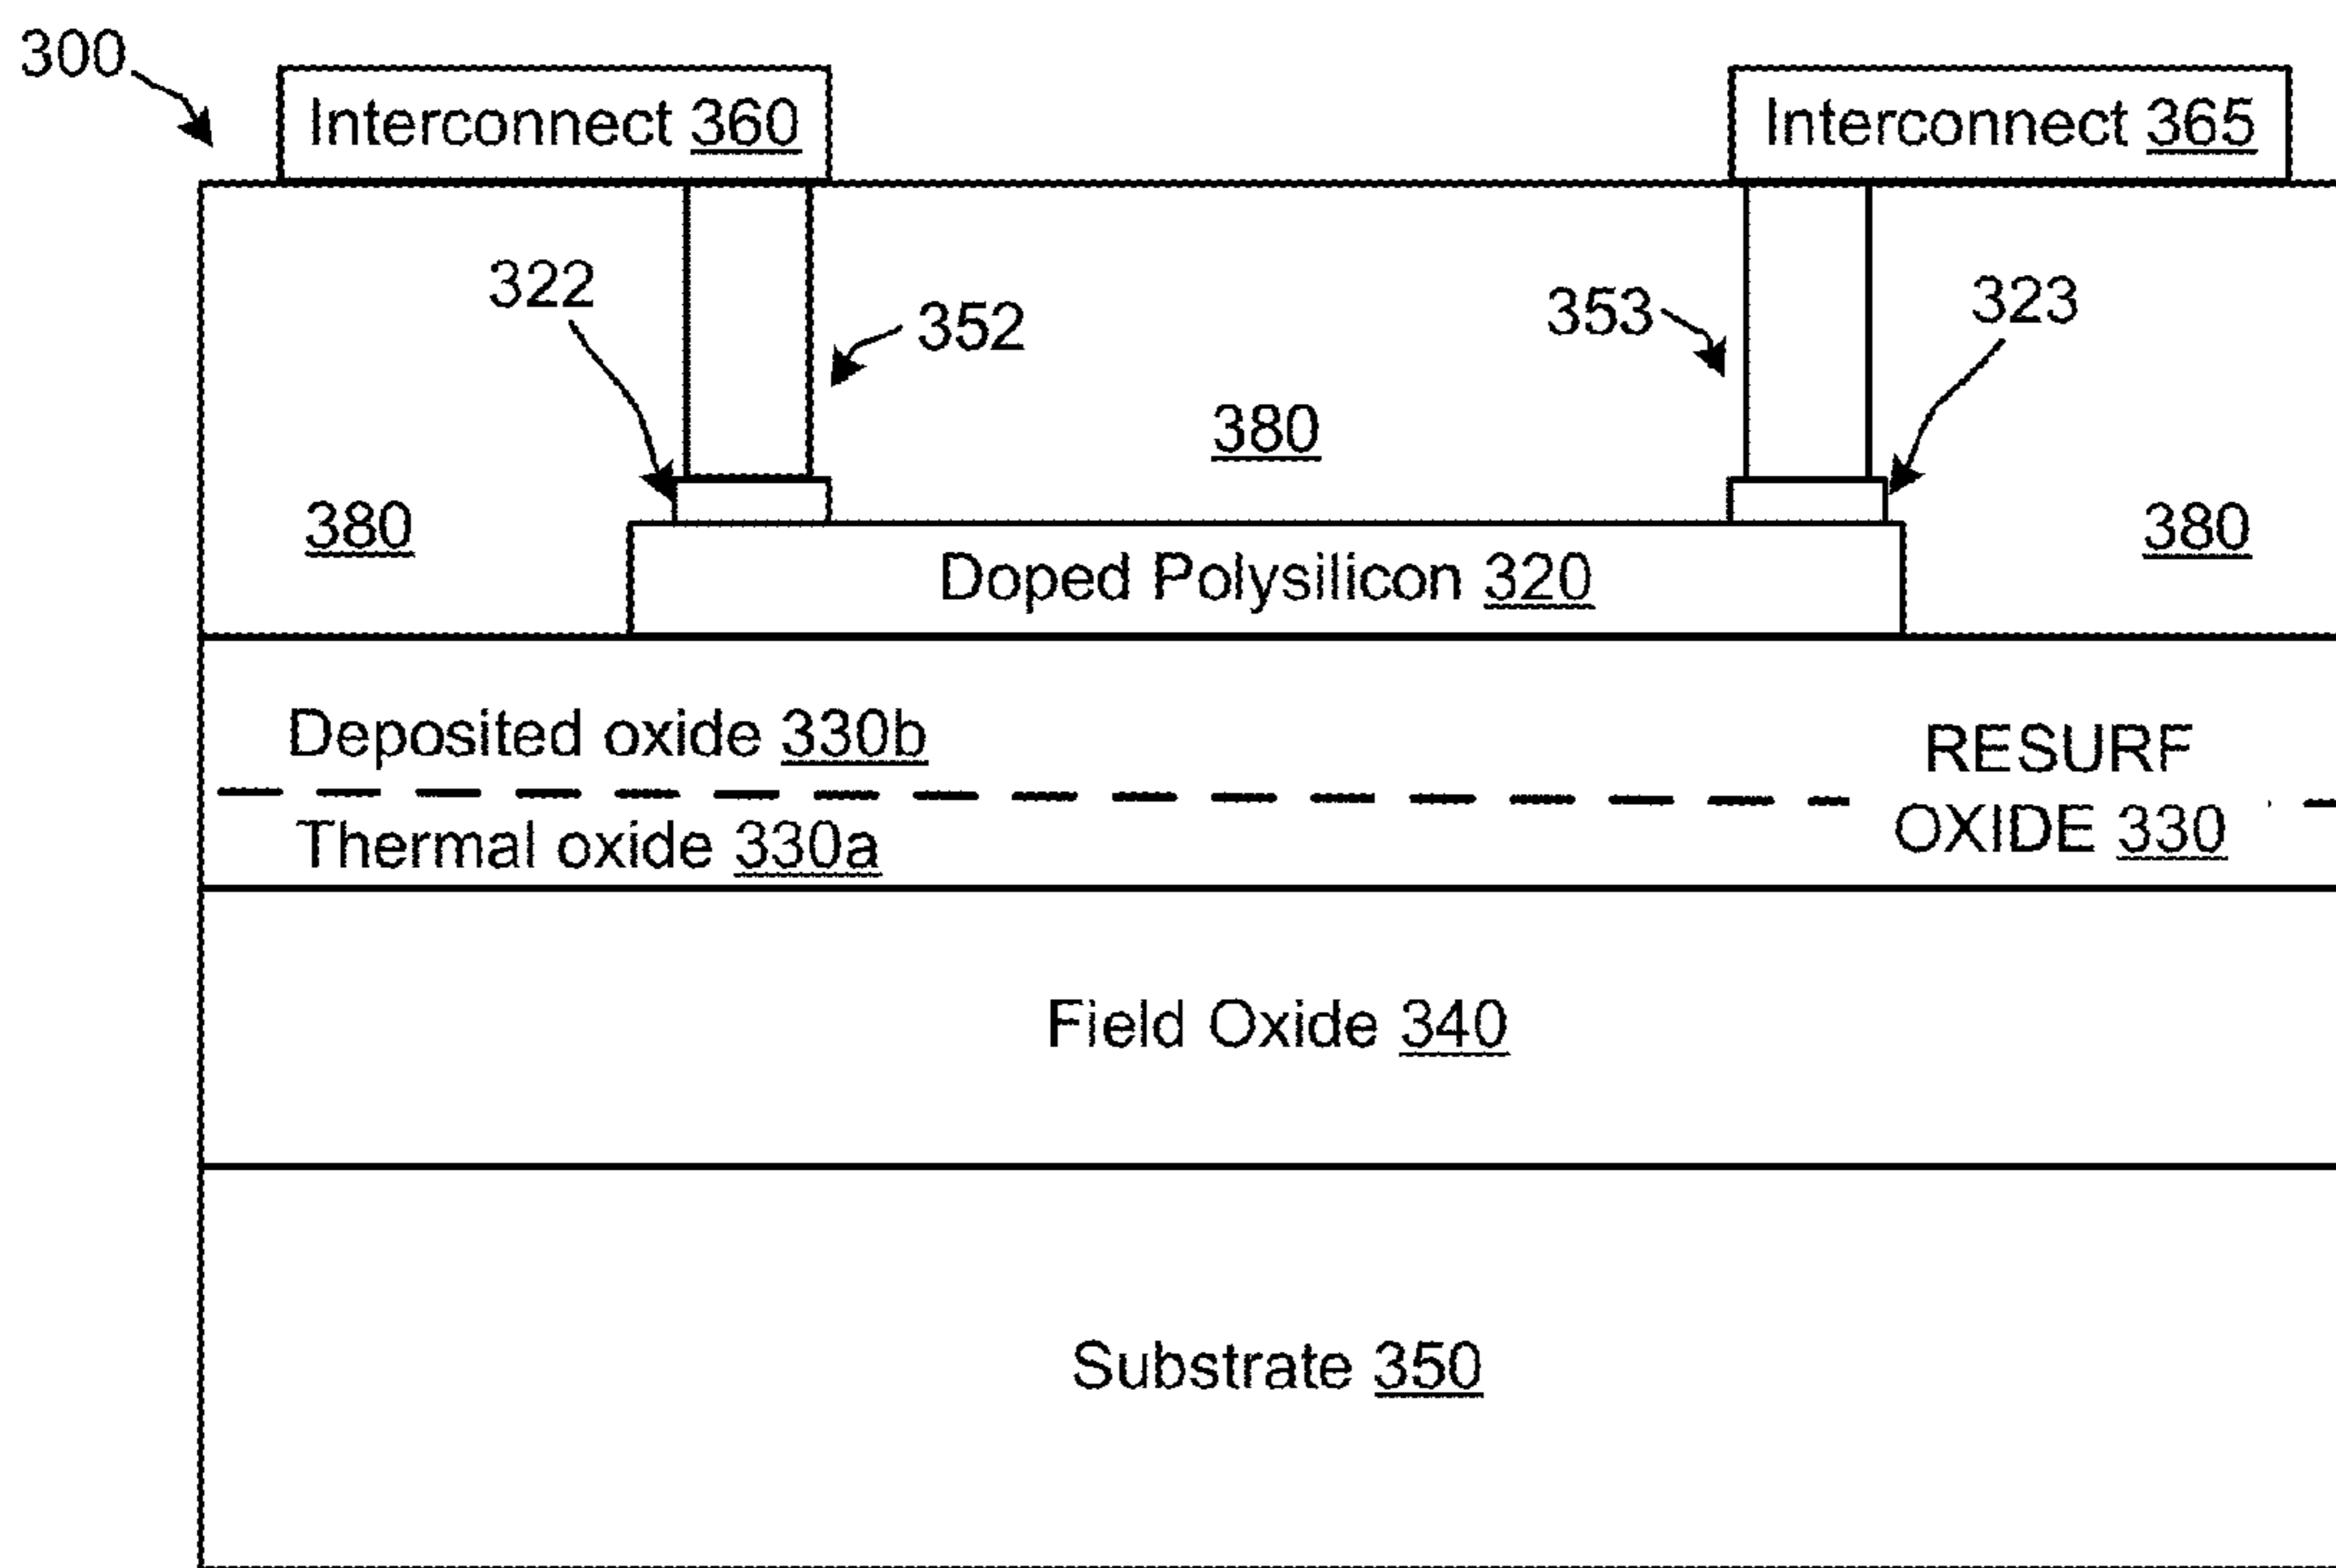 300
Interconnect 360
Interconnect 365
322
352
353
323
380
380
380
Doped Polysilicon 320
Deposited oxide 330b
Thermal oxide 330a
RESURF
OXIDE 330
Field Oxide 340
Substrate 350